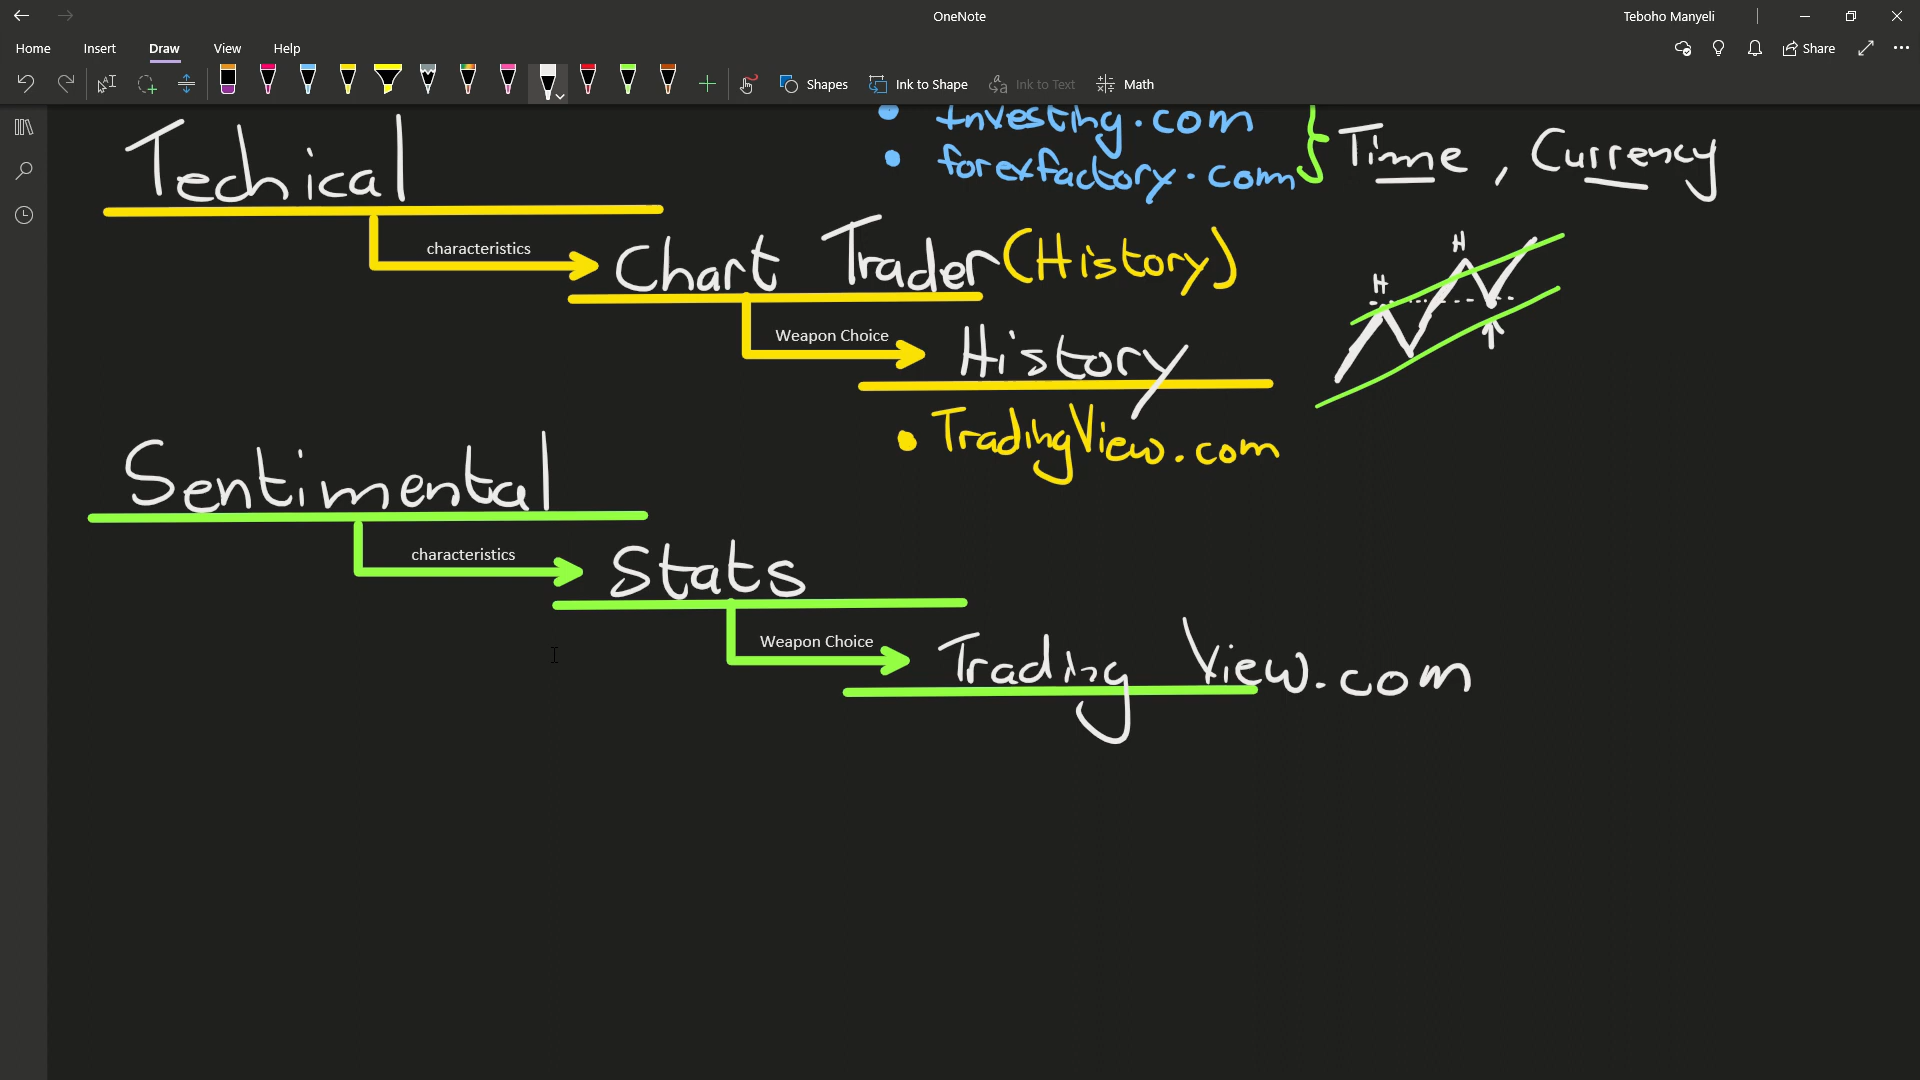 OneNote
Teboho Manyeli
Home Insert Draw View Help
Share
Shapes Ink to Shape Ink to Text Math
• Investing.com
• forexfactory.com
Time, Currency
Techical
characteristics
Chart Trader (History)
H
H
Weapon Choice
History
• TradingView.com
Sentimental
characteristics
Stats
Weapon Choice
Trading View.com